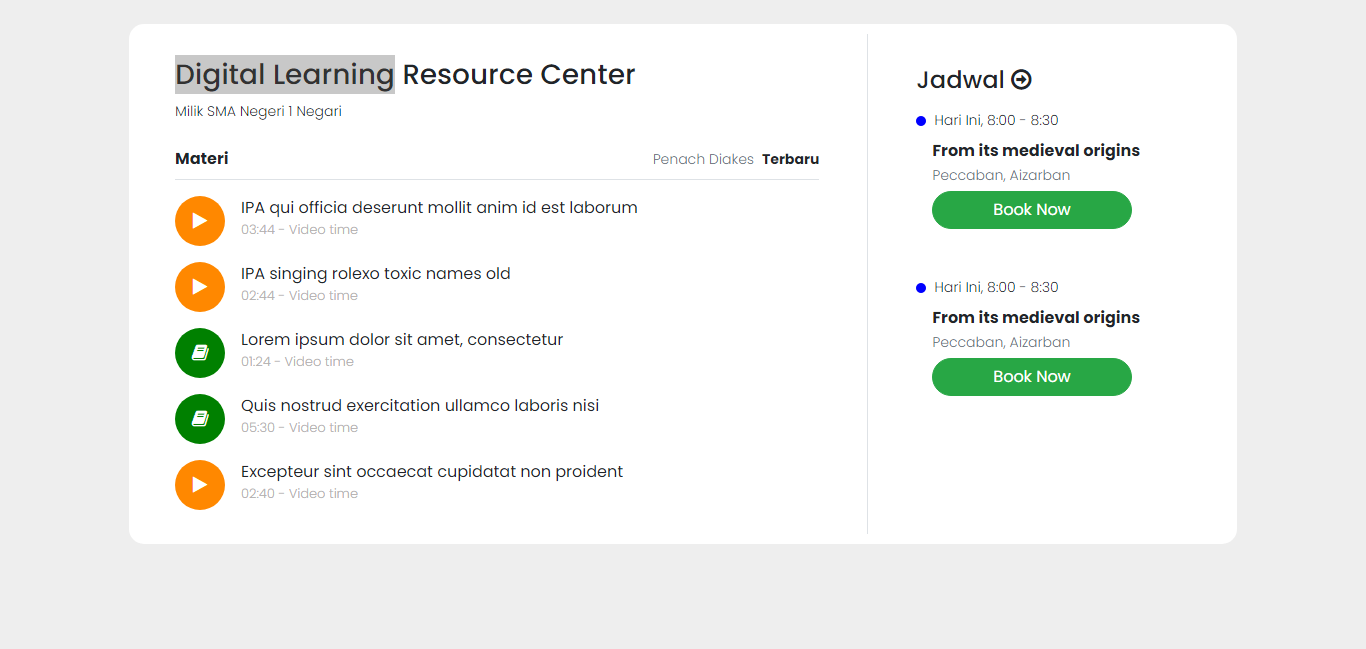 Digital Learning Resource Center
Milik SMA Negeri 1 Negari
Materi
Penach Diakes Terbaru
IPA qui officia deserunt mollit anim id est laborum
03:44 - Video time
IPA singing rolexo toxic names old
02:44 - Video time
Lorem ipsum dolor sit amet, consectetur
01:24 - Video time
Quis nostrud exercitation ullamco laboris nisi
05:30 - Video time
Excepteur sint occaecat cupidatat non proident
02:40 - Video time
Jadwal
Hari Ini, 8:00 - 8:30
From its medieval origins
Peccaban, Aizarban
Book Now
Hari Ini, 8:00 - 8:30
From its medieval origins
Peccaban, Aizarban
Book Now